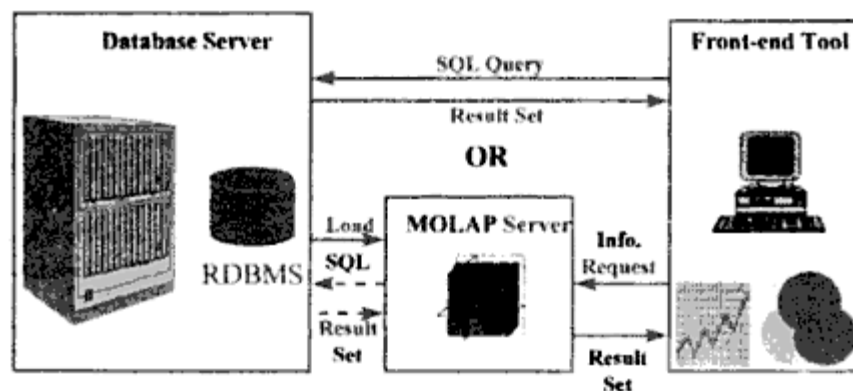 Database Server
Front-end Tool
SQL Query
Result Set
OR
Load
MOLAP Server
Info.
Request
RDBMS
SQL
Result
Set
Result
Set